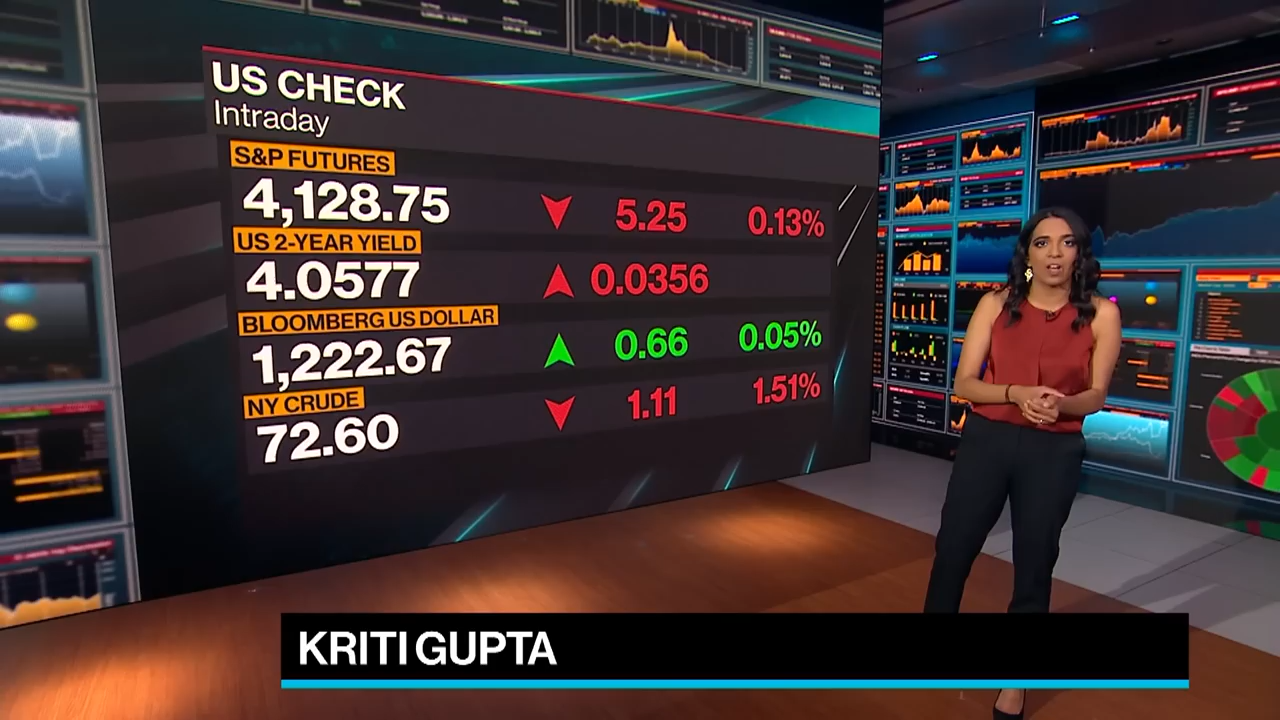 US CHECK
Intraday
S&P FUTURES
4,128.75 5.25 0.13%
US 2-YEAR YIELD
4.0577 0.0356
BLOOMBERG US DOLLAR
1,222.67 0.66 0.05%
NY CRUDE
72.60 1.11 1.51%
KRITI GUPTA